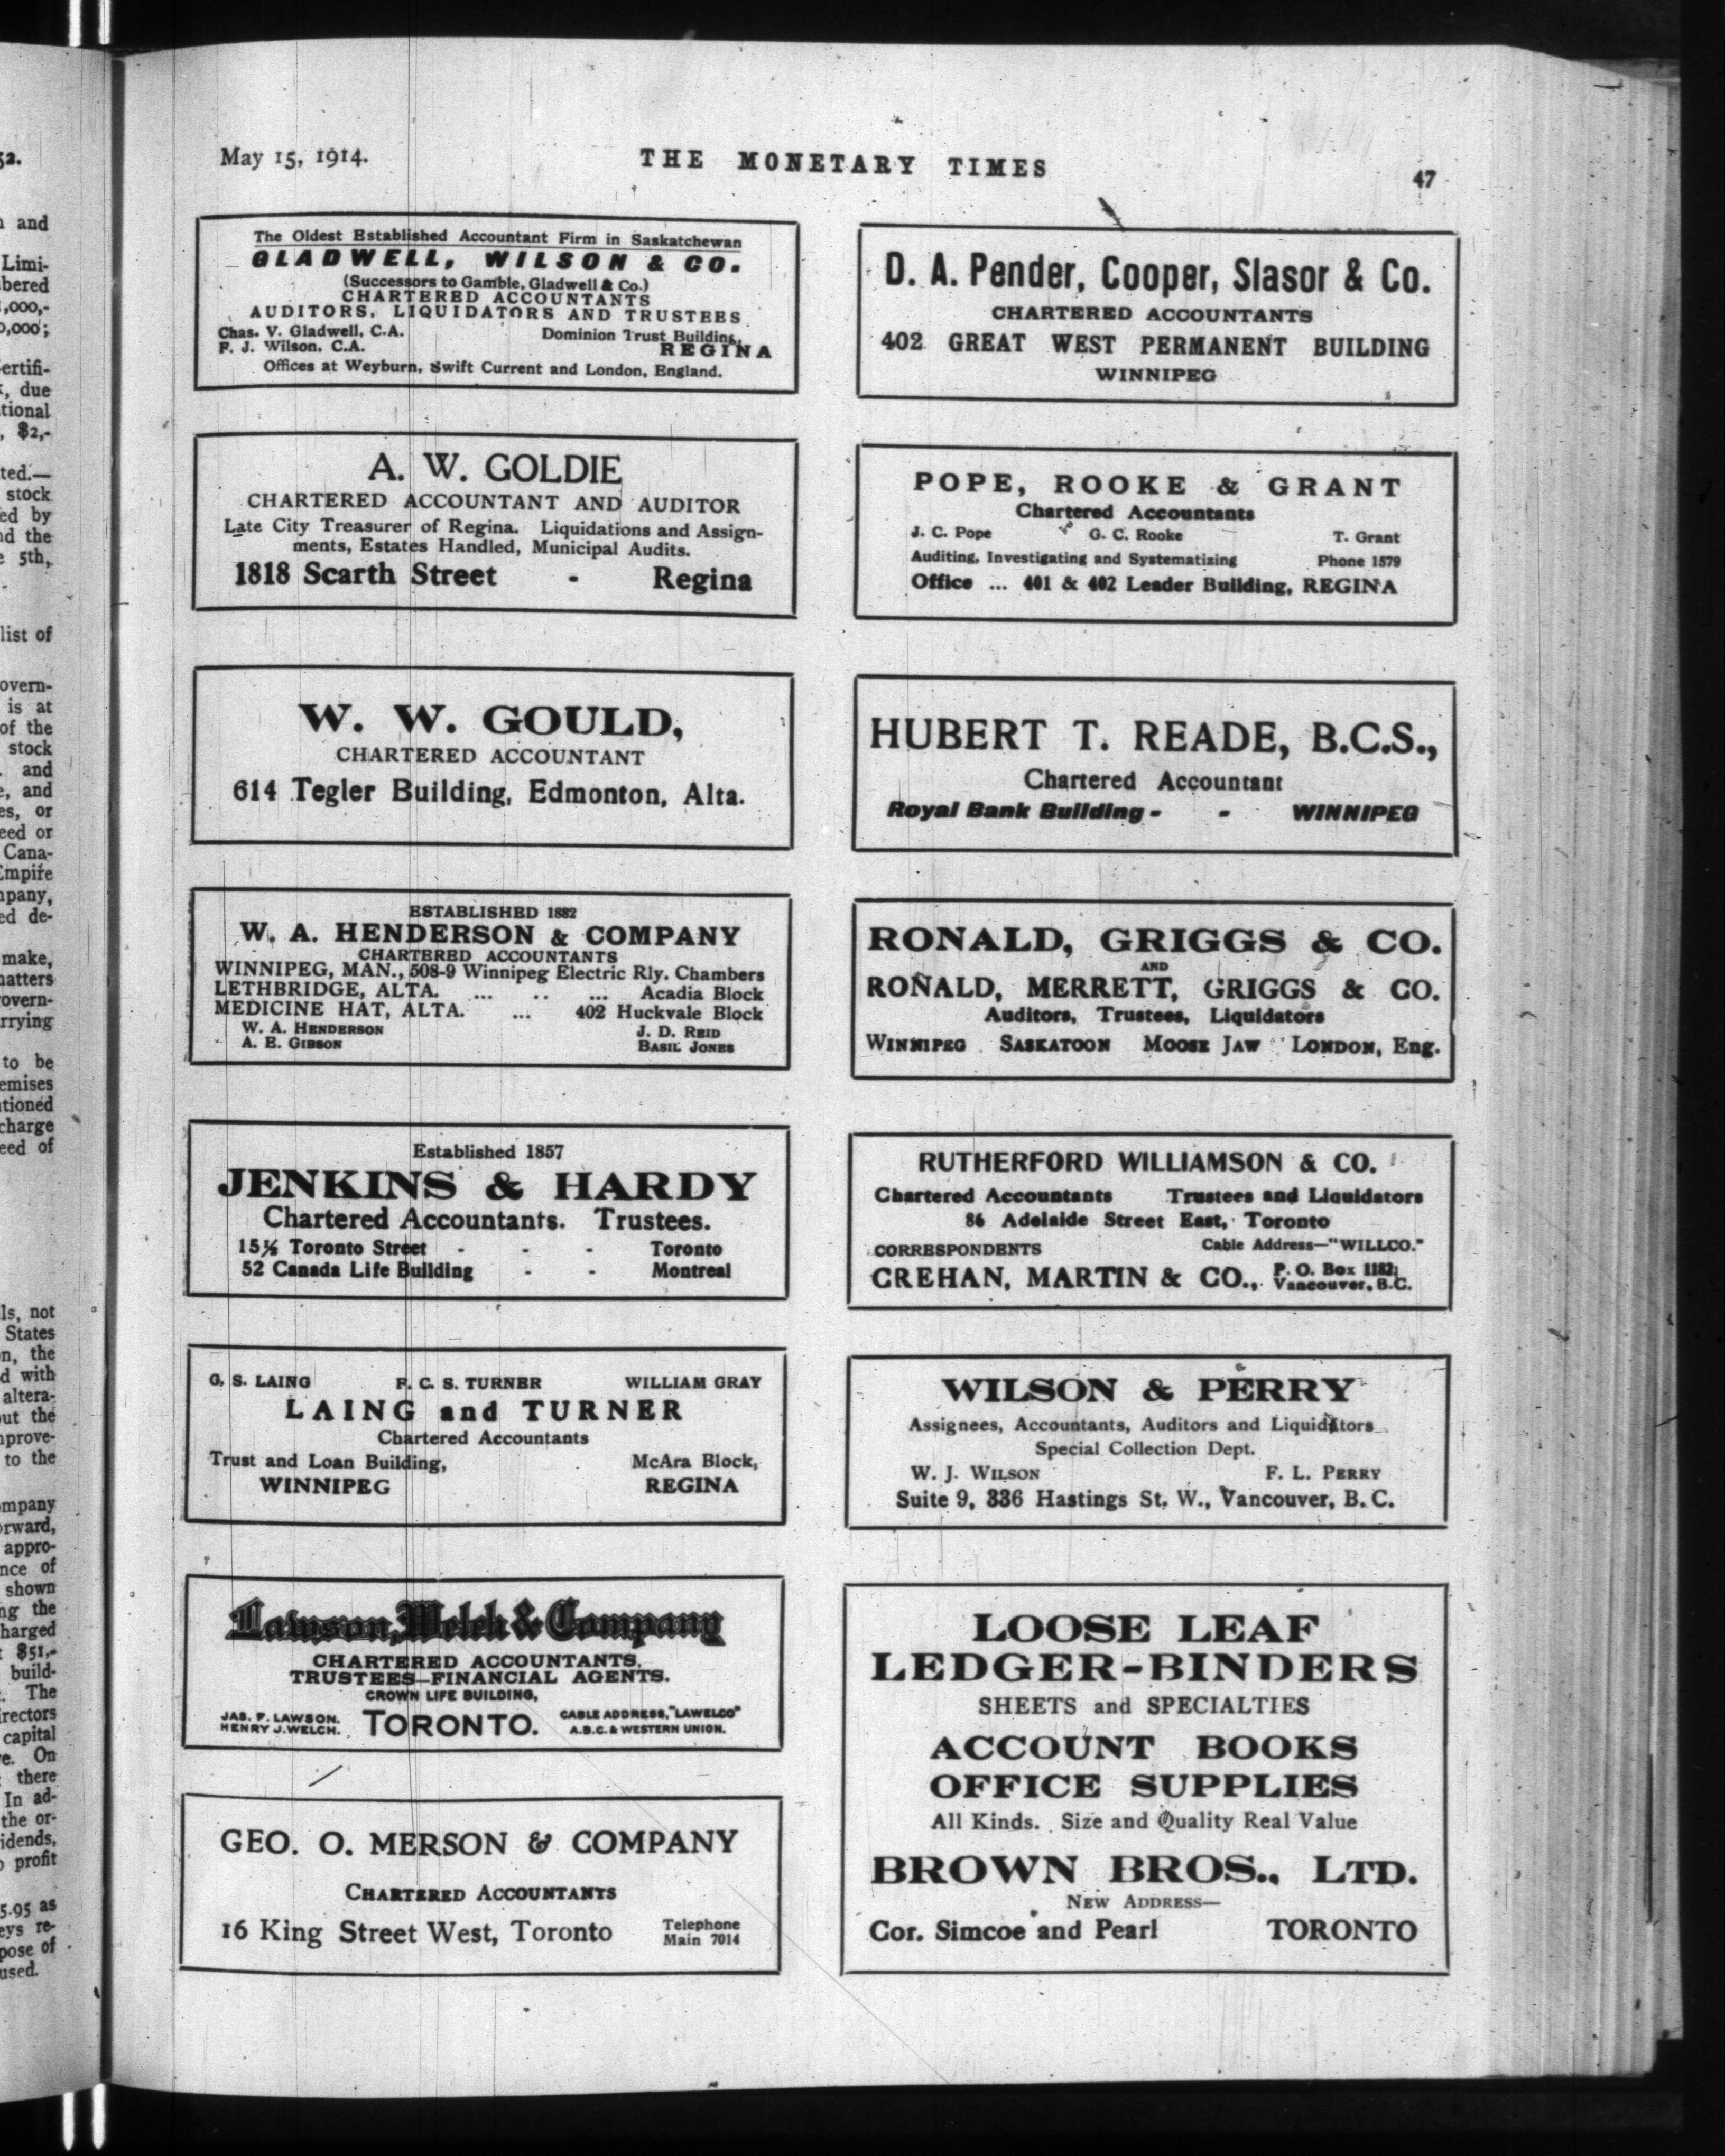 May 15, 1914.
THE MONETARY TIMES
47
The Oldest Established Accountant Firm in Saskatchewan
GLADWELL, WILSON & CO.
(Successors to Gamble, Gladwell & Co.)
CHARTERED ACCOUNTANTS
AUDITORS, LIQUIDATORS AND TRUSTEES
Chas. V. Gladwell, C.A. Dominion Trust Building,
F. J. Wilson, C.A. REGINA
Offices at Weyburn, Swift Current and London, England.
A. W. GOLDIE
CHARTERED ACCOUNTANT AND AUDITOR
Late City Treasurer of Regina. Liquidations and Assign-
ments, Estates Handled, Municipal Audits.
1818 Scarth Street - Regina
W. W. GOULD,
CHARTERED ACCOUNTANT
614 Tegler Building, Edmonton, Alta.
ESTABLISHED 1882
W. A. HENDERSON & COMPANY
CHARTERED ACCOUNTANTS
WINNIPEG, MAN., 508-9 Winnipeg Electric Rly. Chambers
LETHBRIDGE, ALTA. ... .. ... Acadia Block
MEDICINE HAT, ALTA. ... 402 Huckvale Block
W. A. HENDERSON J. D. REID
A. E. GIBSON BASIL JONES
Established 1857
JENKINS & HARDY
Chartered Accountants. Trustees.
15½ Toronto Street - - - Toronto
52 Canada Life Building - - Montreal
G. S. LAING F. C. S. TURNER WILLIAM GRAY
LAING and TURNER
Chartered Accountants
Trust and Loan Building, McAra Block,
WINNIPEG REGINA
Lawson, Welch & Company
CHARTERED ACCOUNTANTS,
TRUSTEES—FINANCIAL AGENTS.
CROWN LIFE BUILDING,
JAS. F. LAWSON. CABLE ADDRESS, "LAWELCO"
HENRY J. WELCH. TORONTO. A.B.C. & WESTERN UNION.
GEO. O. MERSON & COMPANY
CHARTERED ACCOUNTANTS
16 King Street West, Toronto Telephone
Main 7014
D. A. Pender, Cooper, Slasor & Co.
CHARTERED ACCOUNTANTS
402 GREAT WEST PERMANENT BUILDING
WINNIPEG
POPE, ROOKE & GRANT
Chartered Accountants
J. C. Pope G. C. Rooke T. Grant
Auditing, Investigating and Systematizing Phone 1579
Office ... 401 & 402 Leader Building, REGINA
HUBERT T. READE, B.C.S.,
Chartered Accountant
Royal Bank Building - - WINNIPEG
RONALD, GRIGGS & CO.
AND
RONALD, MERRETT, GRIGGS & CO.
Auditors, Trustees, Liquidators
WINNIPEG SASKATOON MOOSE JAW LONDON, Eng.
RUTHERFORD WILLIAMSON & CO.
Chartered Accountants Trustees and Liquidators
86 Adelaide Street East, Toronto
CORRESPONDENTS Cable Address—"WILLCO."
CREHAN, MARTIN & CO., P. O. Box 1182,
Vancouver, B.C.
WILSON & PERRY
Assignees, Accountants, Auditors and Liquidators
Special Collection Dept.
W. J. WILSON F. L. PERRY
Suite 9, 336 Hastings St. W., Vancouver, B. C.
LOOSE LEAF
LEDGER-BINDERS
SHEETS and SPECIALTIES
ACCOUNT BOOKS
OFFICE SUPPLIES
All Kinds. Size and Quality Real Value
BROWN BROS., LTD.
NEW ADDRESS—
Cor. Simcoe and Pearl TORONTO